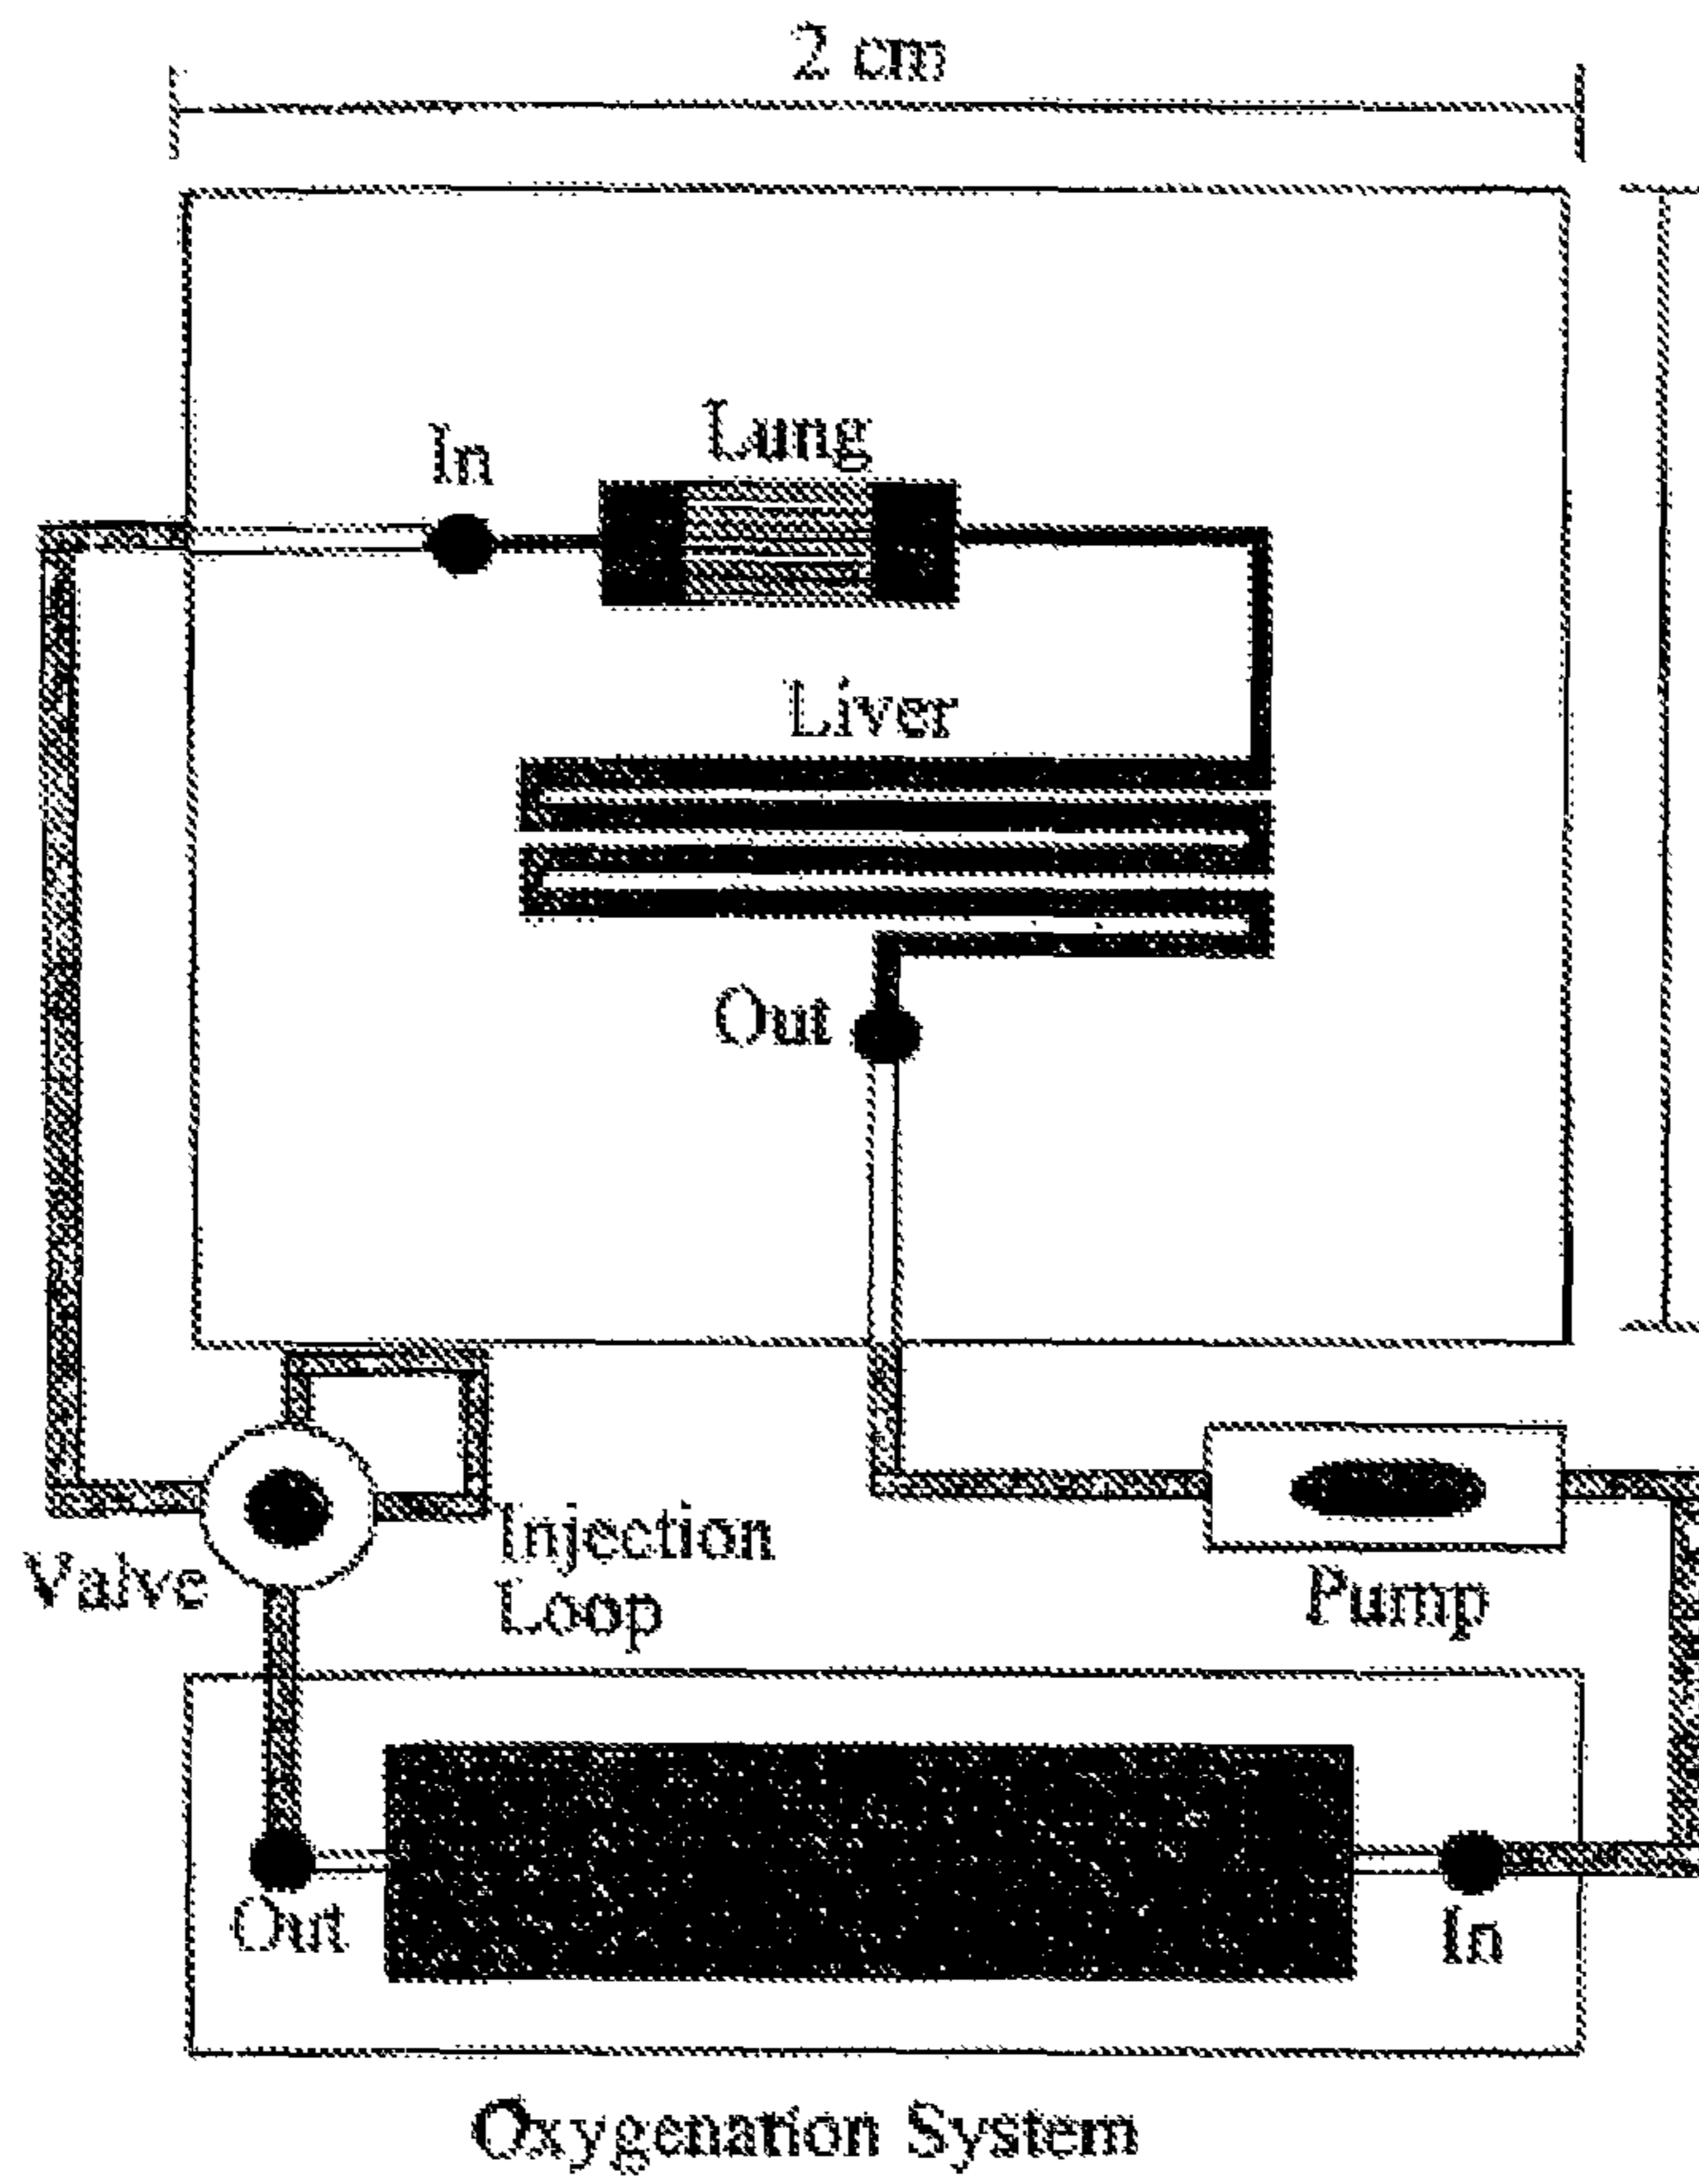 2 cm
Lung
In
Liver
Out
Injection
Loop
Valve
Pump
Out
In
Oxygenation System